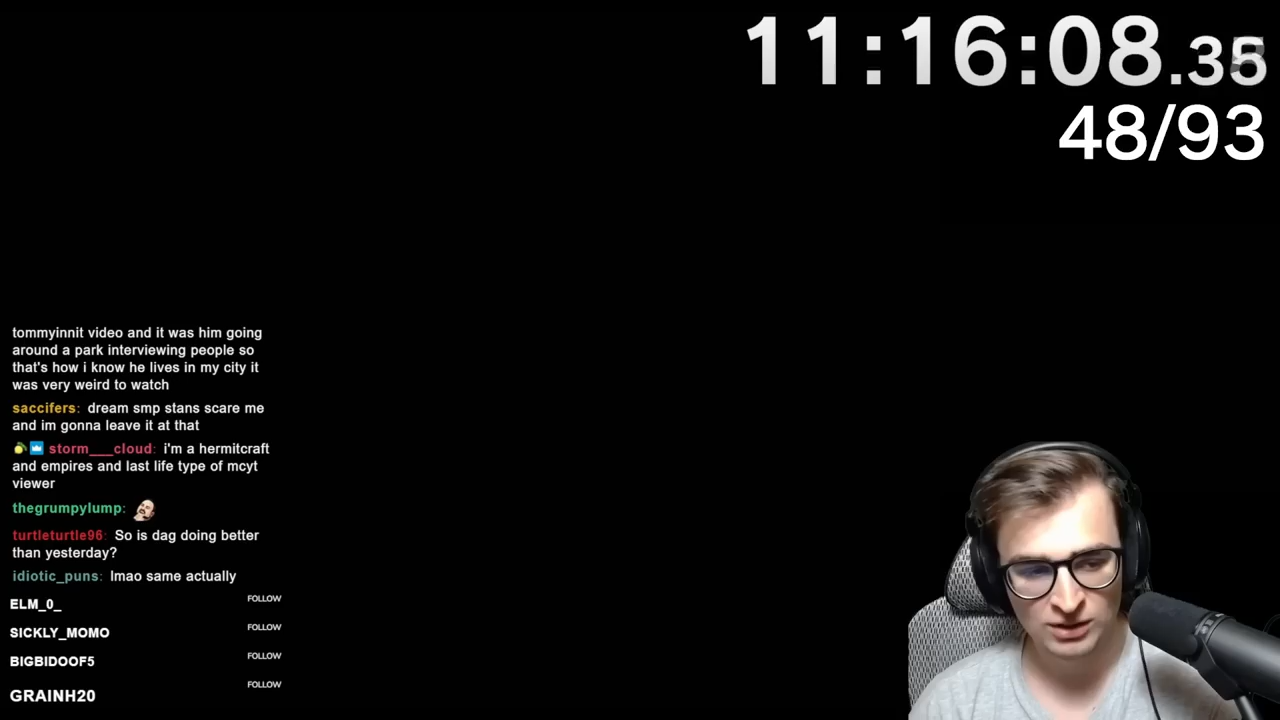 11:16:08.35
48/93
tommyinnit video and it was him going
around a park interviewing people so
that's how i know he lives in my city it
was very weird to watch
saccifers: dream smp stans scare me
and im gonna leave it at that
storm___cloud: i'm a hermitcraft
and empires and last life type of mcyt
viewer
thegrumpylump:
turtleturtle96: So is dag doing better
than yesterday?
idiotic_puns: lmao same actually
ELM_0_ FOLLOW
SICKLY_MOMO FOLLOW
BIGBIDOOF5 FOLLOW
GRAINH20 FOLLOW